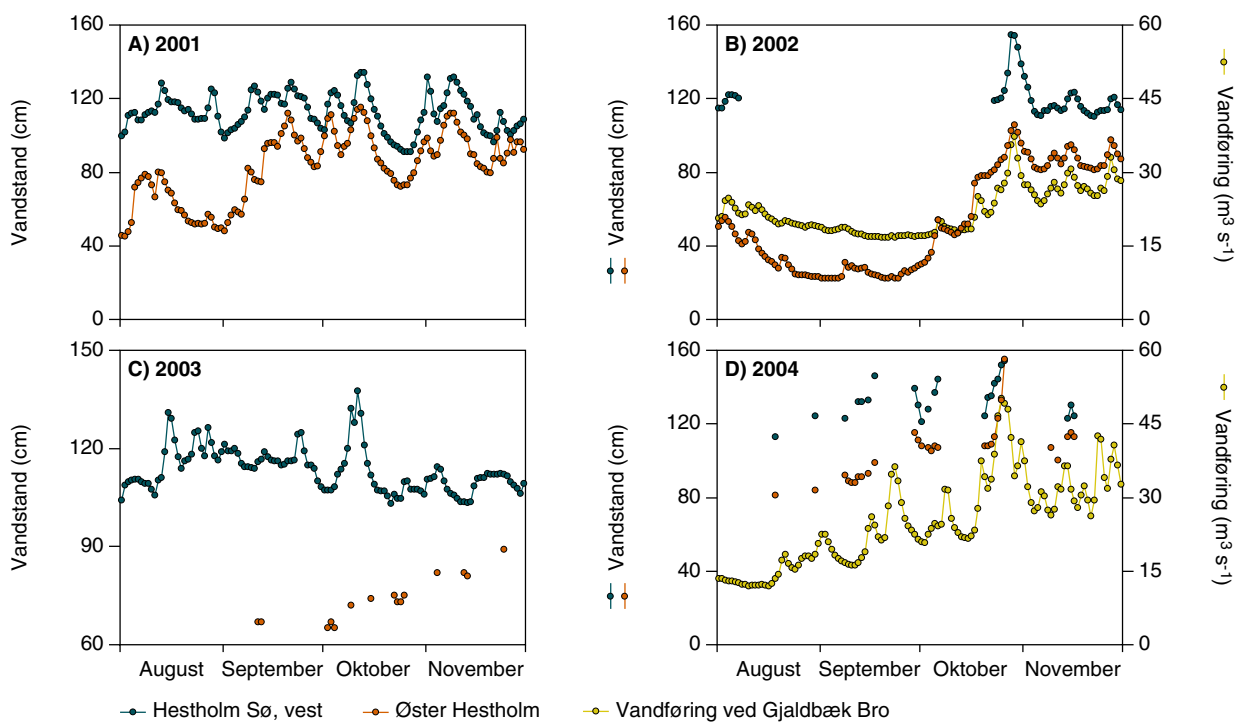 160
120
80
40
0
Vandstand (cm)
A) 2001
160
120
80
40
0
Vandstand (cm)
B) 2002
60
45
30
15
0
Vandføring (m³ s⁻¹)
150
120
90
60
Vandstand (cm)
C) 2003
August
September
Oktober
November
160
120
80
40
0
Vandstand (cm)
D) 2004
60
45
30
15
0
Vandføring (m³ s⁻¹)
August
September
Oktober
November
Hestholm Sø, vest
Øster Hestholm
Vandføring ved Gjaldbæk Bro